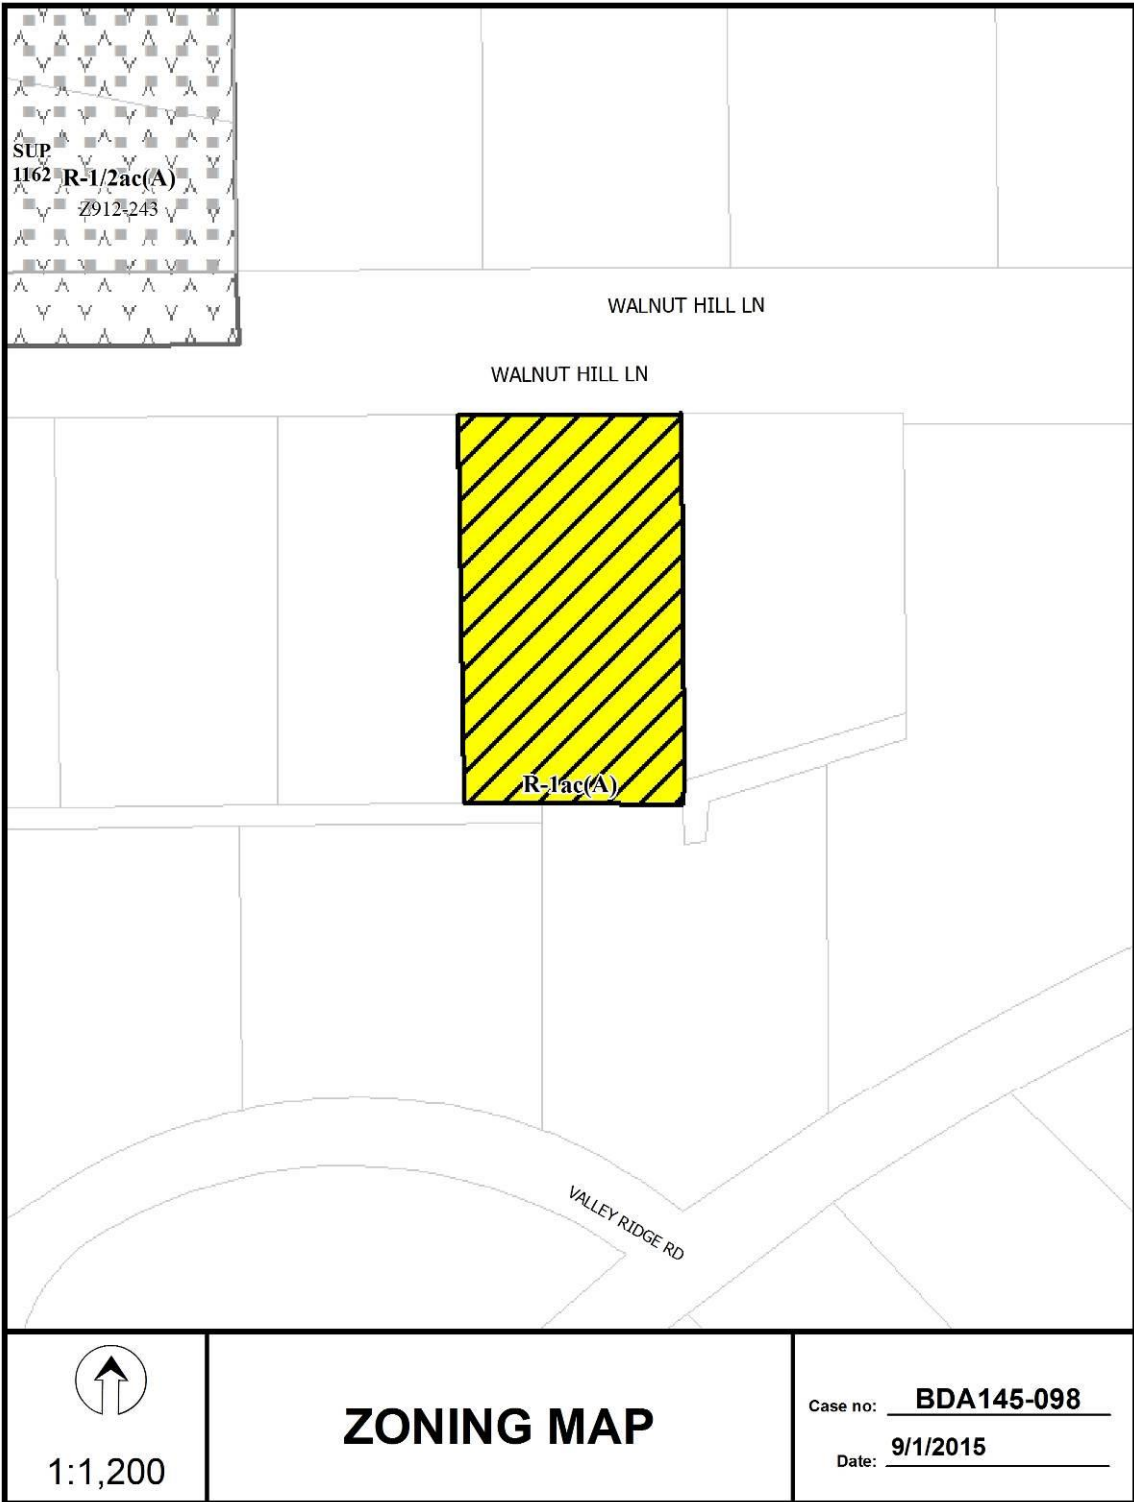 SUP
1162
R-1/2ac(A)
Z912-243
WALNUT HILL LN
WALNUT HILL LN
R-1ac(A)
VALLEY RIDGE RD
1:1,200
ZONING MAP
Case no: BDA145-098
Date: 9/1/2015